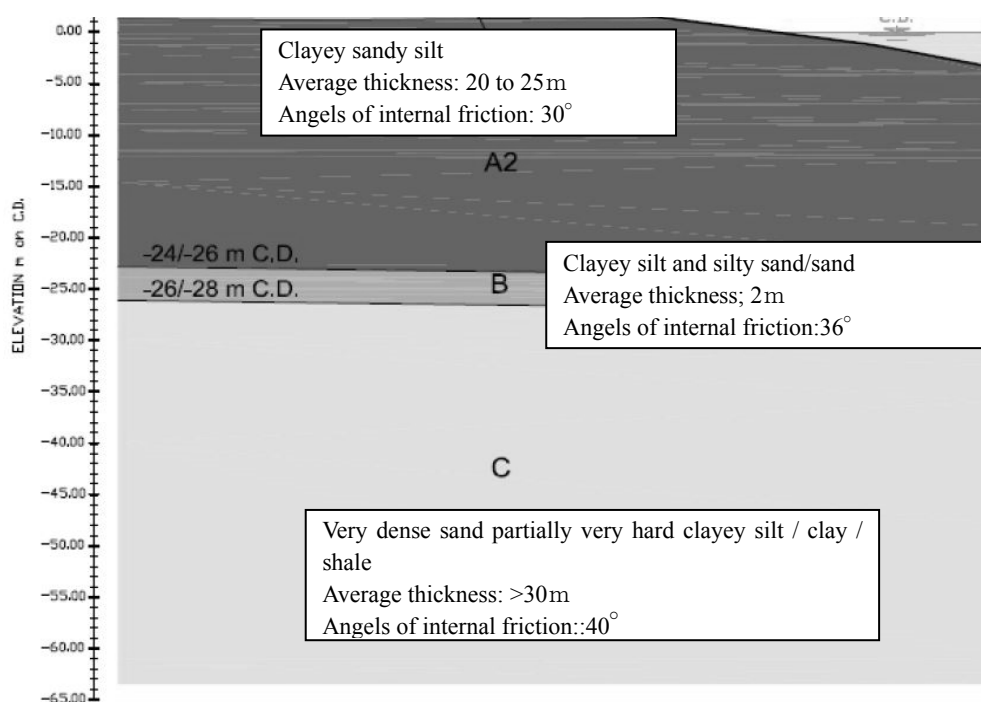 0.00
C.D.
Clayey sandy silt
Average thickness: 20 to 25m
Angels of internal friction: 30°
-5.00
-10.00
A2
-15.00
-20.00
ELEVATION m on C.D.
-24/-26 m C.D.
Clayey silt and silty sand/sand
Average thickness; 2m
Angels of internal friction:36°
-25.00
B
-26/-28 m C.D.
-30.00
-35.00
-40.00
C
-45.00
Very dense sand partially very hard clayey silt / clay /
shale
Average thickness: >30m
Angels of internal friction::40°
-50.00
-55.00
-60.00
-65.00